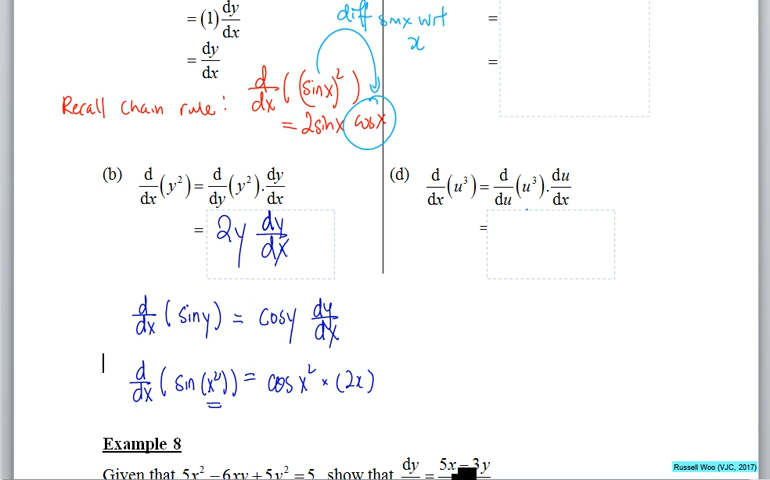 = (1) dy/dx
= dy/dx
=
=
diff sinx wrt x
Recall chain rule: d/dx ((sinx)²)
= 2sinx cosx
(b) d/dx (y²) = d/dy (y²). dy/dx
= 2y dy/dx
(d) d/dx (u³) = d/du (u³). du/dx
=
d/dx (siny) = cosy dy/dx
d/dx (sin(x²)) = cos x² × (2x)
Example 8
Given that 5x² − 6xy + 5y² = 5, show that dy/ = 5x − 3y/
Russell Woo (VJC, 2017)